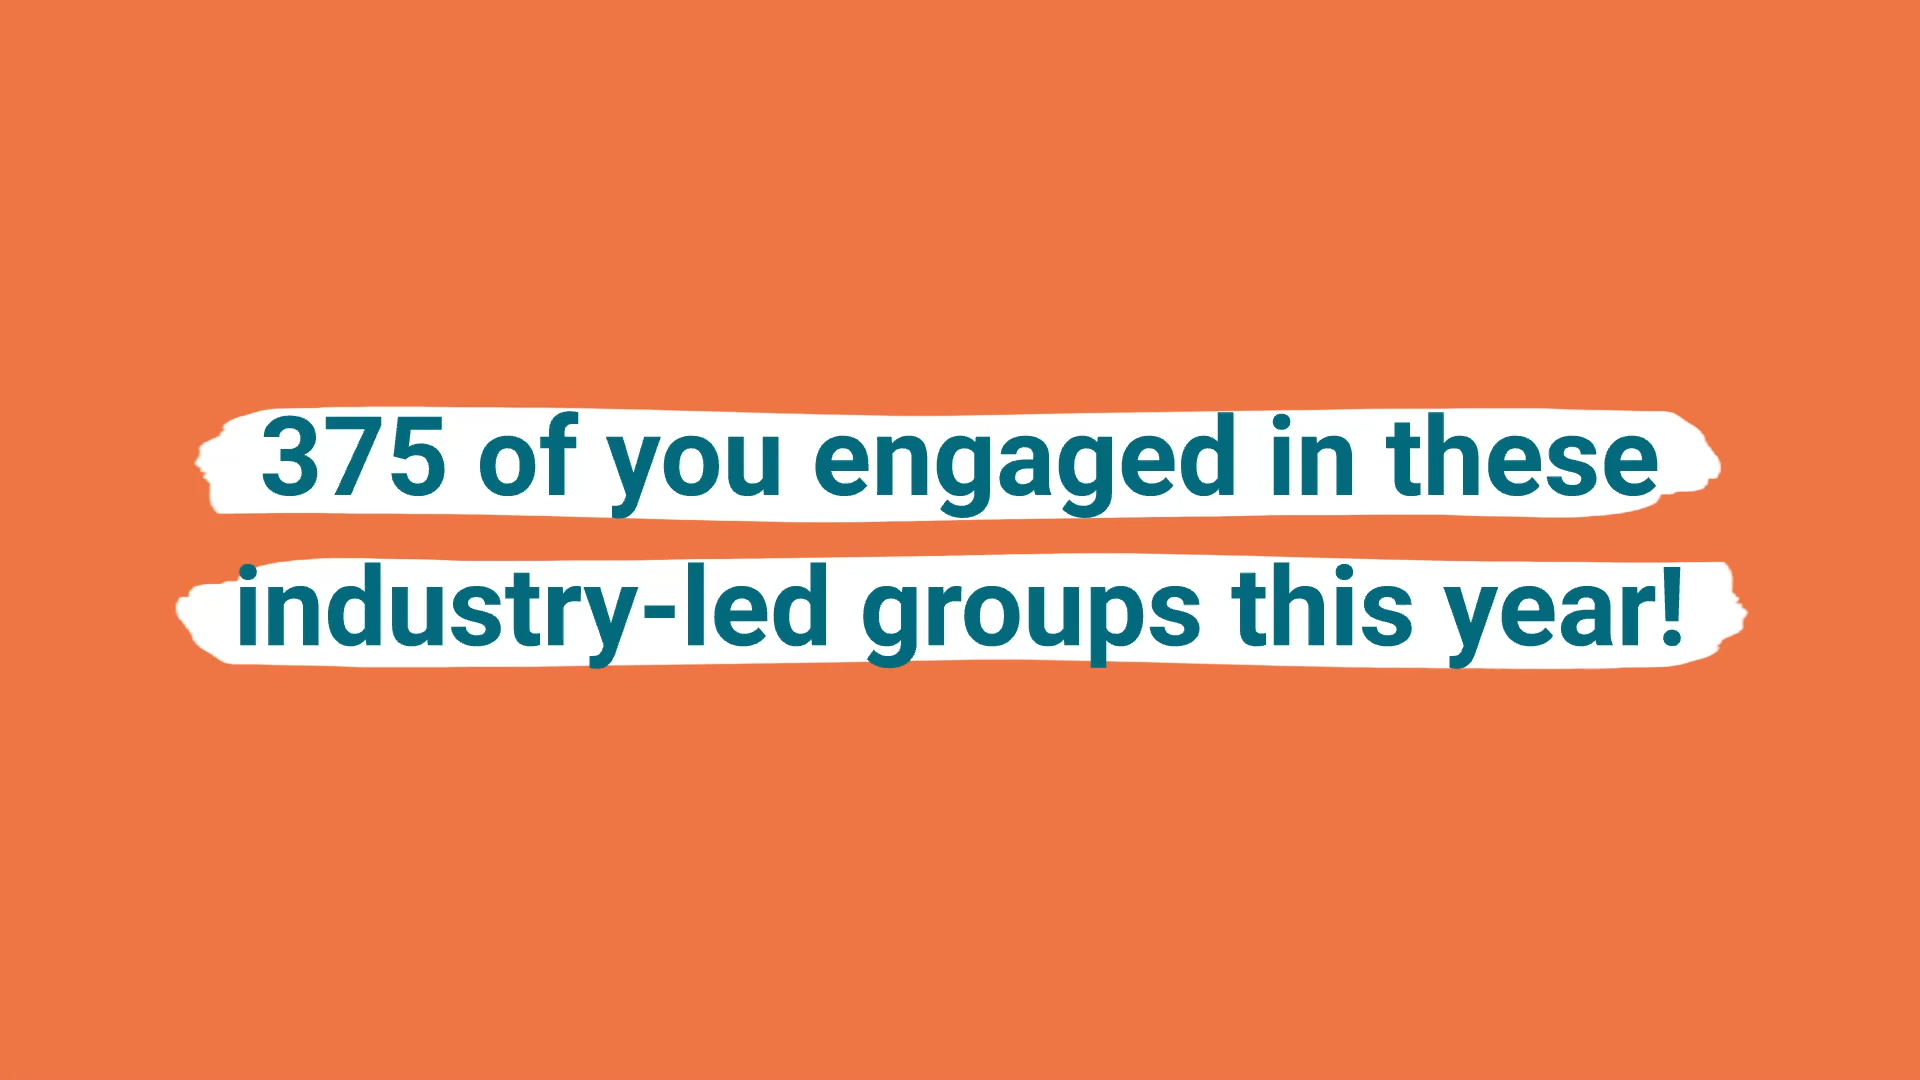 375 of you engaged in these
industry-led groups this year!